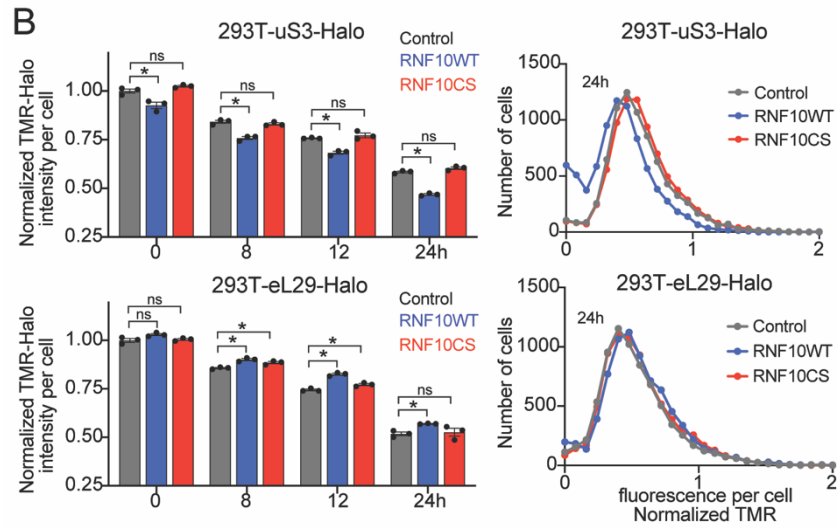 B
293T-uS3-Halo
Normalized TMR-Halo
intensity per cell
1.00
0.75
0.50
0.25
ns
*
ns
*
ns
*
ns
*
Control
RNF10WT
RNF10CS
0 8 12 24h
293T-uS3-Halo
Number of cells
1500
1000
500
0
24h
Control
RNF10WT
RNF10CS
0 1 2
293T-eL29-Halo
Normalized TMR-Halo
intensity per cell
1.00
0.75
0.50
0.25
ns
ns
*
*
*
*
ns
*
Control
RNF10WT
RNF10CS
0 8 12 24h
293T-eL29-Halo
Number of cells
1500
1000
500
0
24h
Control
RNF10WT
RNF10CS
0 1 2
fluorescence per cell
Normalized TMR